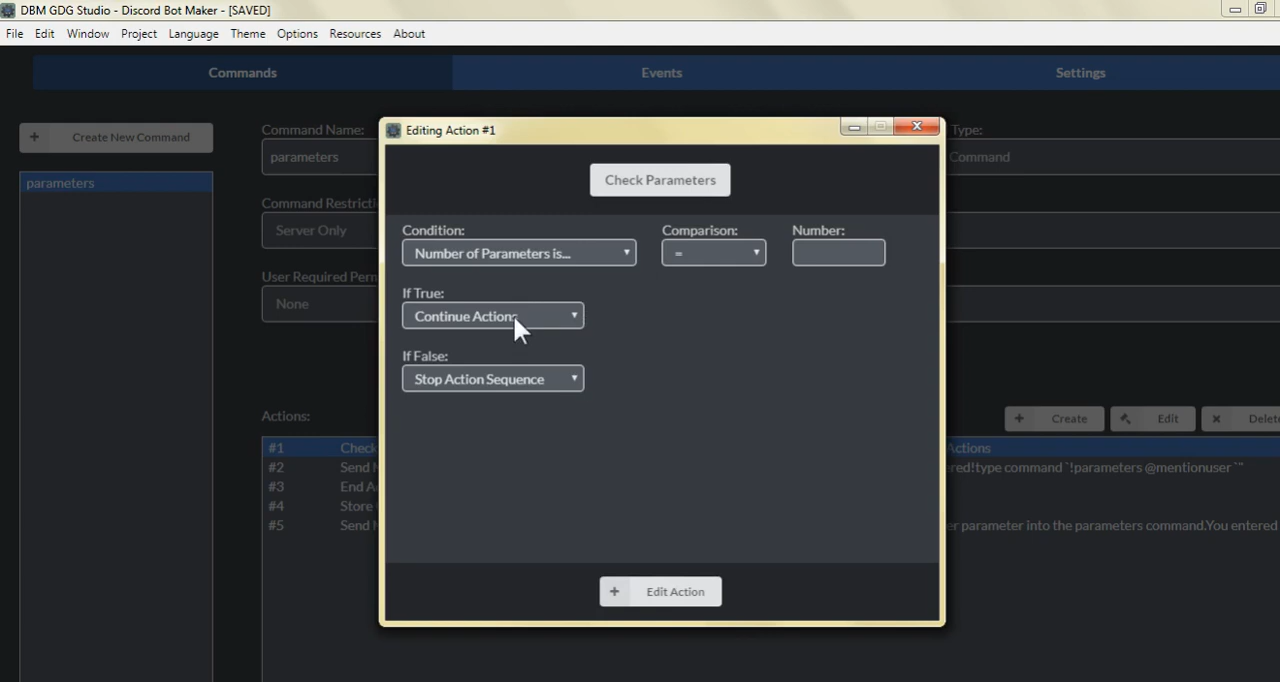 DBM GDG Studio - Discord Bot Maker - [SAVED]
File Edit Window Project Language Theme Options Resources About
Commands Events Settings
+ Create New Command
parameters
Command Name:
parameters
Type:
Command
Command Restricti
Server Only
User Required Perm
None
Editing Action #1
Check Parameters
Condition: Comparison: Number:
Number of Parameters is... =
If True:
Continue Actions
If False:
Stop Action Sequence
+ Edit Action
Actions:
+ Create Edit × Delete
#1 Check Actions
#2 Send M red!type command `!parameters @mentionuser `"
#3 End A
#4 Store
#5 Send M er parameter into the parameters command.You entered